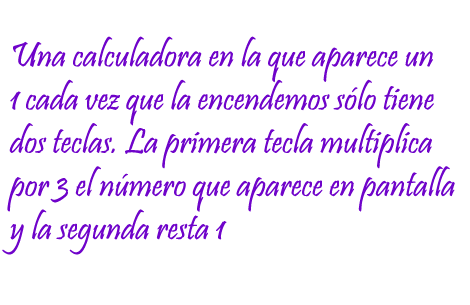 Una calculadora en la que aparece un
1 cada vez que la encendemos sólo tiene
dos teclas. La primera tecla multiplica
por 3 el número que aparece en pantalla
y la segunda resta 1